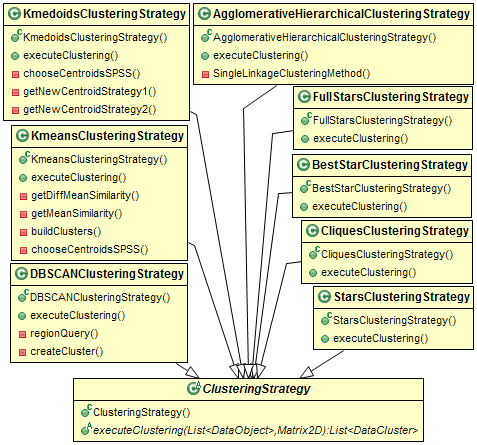 KmedoidsClusteringStrategy
KmedoidsClusteringStrategy()
executeClustering()
chooseCentroidsSPSS()
getNewCentroidStrategy1()
getNewCentroidStrategy2()
AgglomerativeHierarchicalClusteringStrategy
AgglomerativeHierarchicalClusteringStrategy()
executeClustering()
SingleLinkageClusteringMethod()
FullStarsClusteringStrategy
FullStarsClusteringStrategy()
executeClustering()
KmeansClusteringStrategy
KmeansClusteringStrategy()
executeClustering()
getDiffMeanSimilarity()
getMeanSimilarity()
buildClusters()
chooseCentroidsSPSS()
BestStarClusteringStrategy
BestStarClusteringStrategy()
executeClustering()
CliquesClusteringStrategy
CliquesClusteringStrategy()
executeClustering()
DBSCANClusteringStrategy
DBSCANClusteringStrategy()
executeClustering()
regionQuery()
createCluster()
StarsClusteringStrategy
StarsClusteringStrategy()
executeClustering()
ClusteringStrategy
ClusteringStrategy()
executeClustering(List<DataObject>,Matrix2D):List<DataCluster>